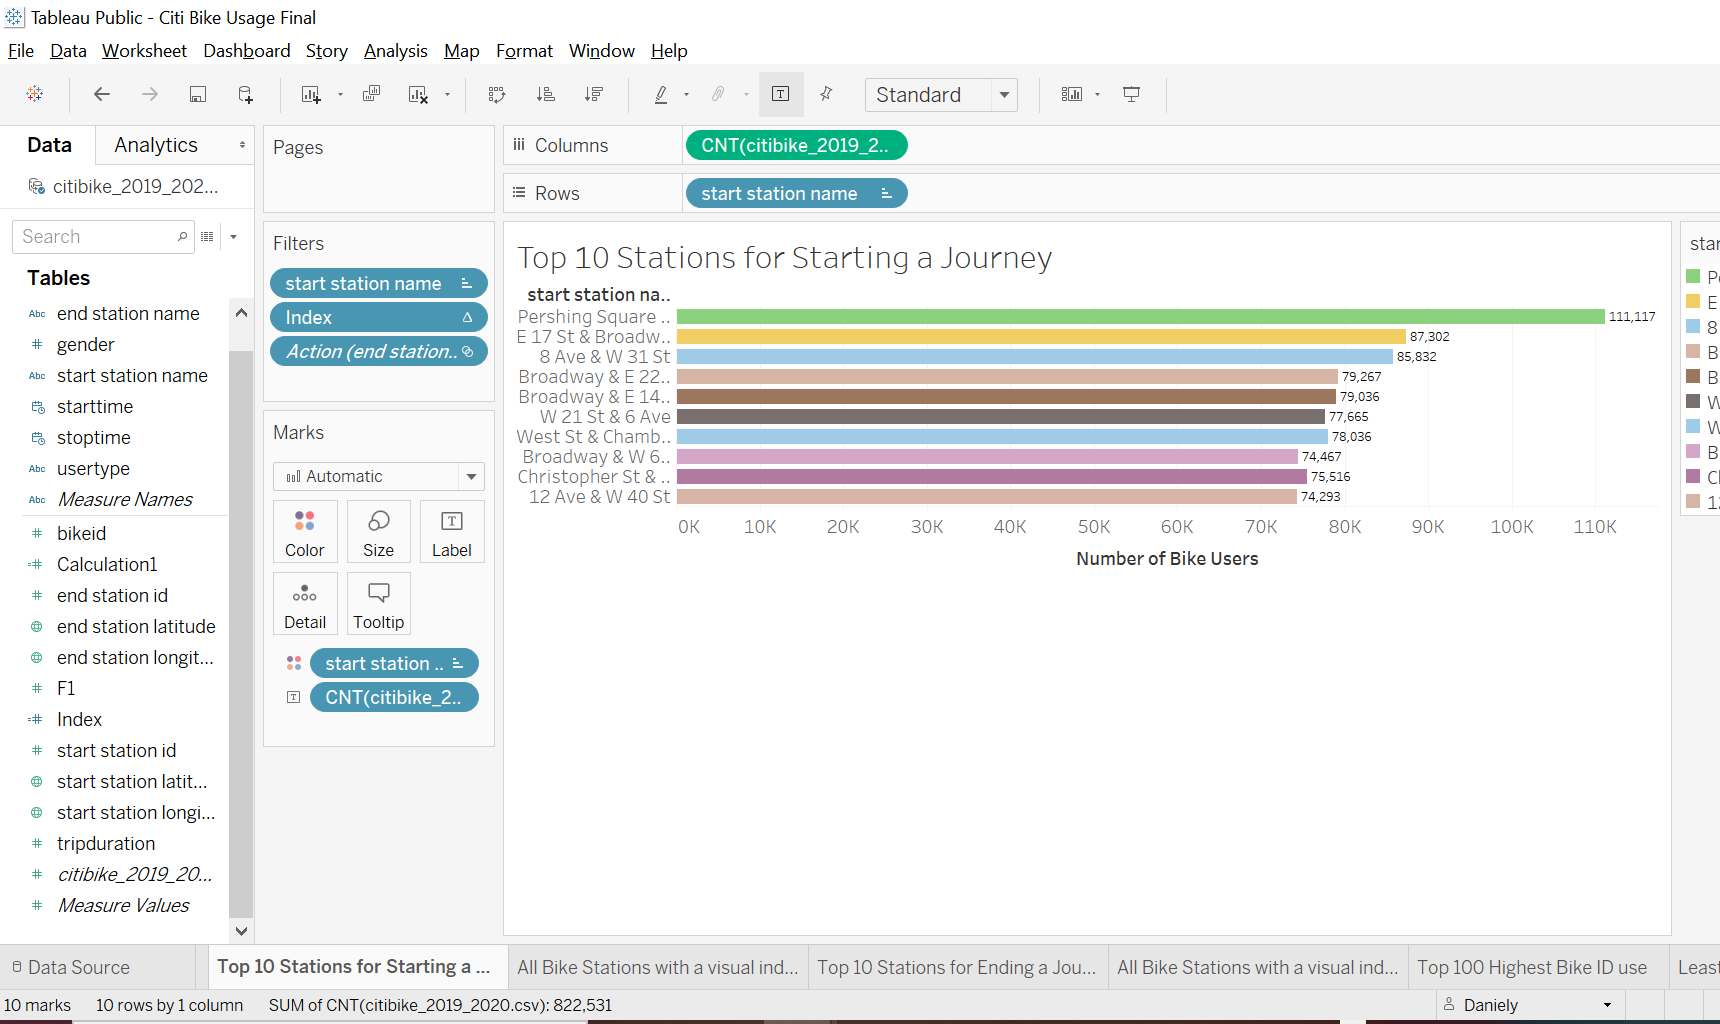 Tableau Public - Citi Bike Usage Final
File Data Worksheet Dashboard Story Analysis Map Format Window Help
Standard
Data Analytics
citibike_2019_202...
Search
Tables
Abc end station name
gender
Abc start station name
starttime
stoptime
Abc usertype
Abc Measure Names
bikeid
Calculation1
end station id
end station latitude
end station longit...
F1
Index
start station id
start station latit...
start station longi...
tripduration
citibike_2019_20...
Measure Values
Pages
Filters
start station name
Index
Action (end station..
Marks
Automatic
Color Size Label
Detail Tooltip
start station ..
CNT(citibike_2..
Columns CNT(citibike_2019_2..
Rows start station name
Top 10 Stations for Starting a Journey
start station na..
Pershing Square .. 111,117
E 17 St & Broadw.. 87,302
8 Ave & W 31 St 85,832
Broadway & E 22.. 79,267
Broadway & E 14.. 79,036
W 21 St & 6 Ave 77,665
West St & Chamb.. 78,036
Broadway & W 6.. 74,467
Christopher St & .. 75,516
12 Ave & W 40 St 74,293
0K 10K 20K 30K 40K 50K 60K 70K 80K 90K 100K 110K
Number of Bike Users
star
E
8
B
B
W
W
B
12
Data Source Top 10 Stations for Starting a ... All Bike Stations with a visual ind... Top 10 Stations for Ending a Jou... All Bike Stations with a visual ind... Top 100 Highest Bike ID use Least
10 marks 10 rows by 1 column SUM of CNT(citibike_2019_2020.csv): 822,531 Daniely